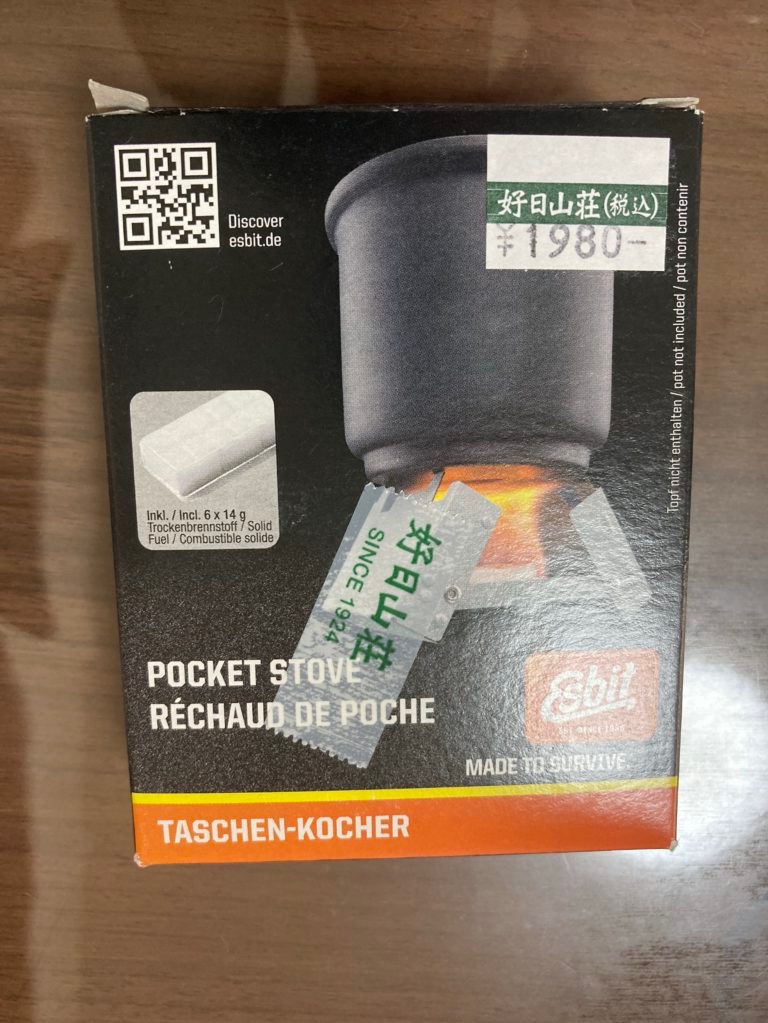 Discover
esbit.de
好日山荘(税込)
¥1980-
Topf nicht enthalten / pot not included / pot non contenir
Inkl. / Incl. 6 x 14 g
Trockenbrennstoff / Solid
Fuel / Combustible solide
好日山荘
SINCE 1924
POCKET STOVE
RÉCHAUD DE POCHE
Esbit
MADE TO SURVIVE.
TASCHEN-KOCHER